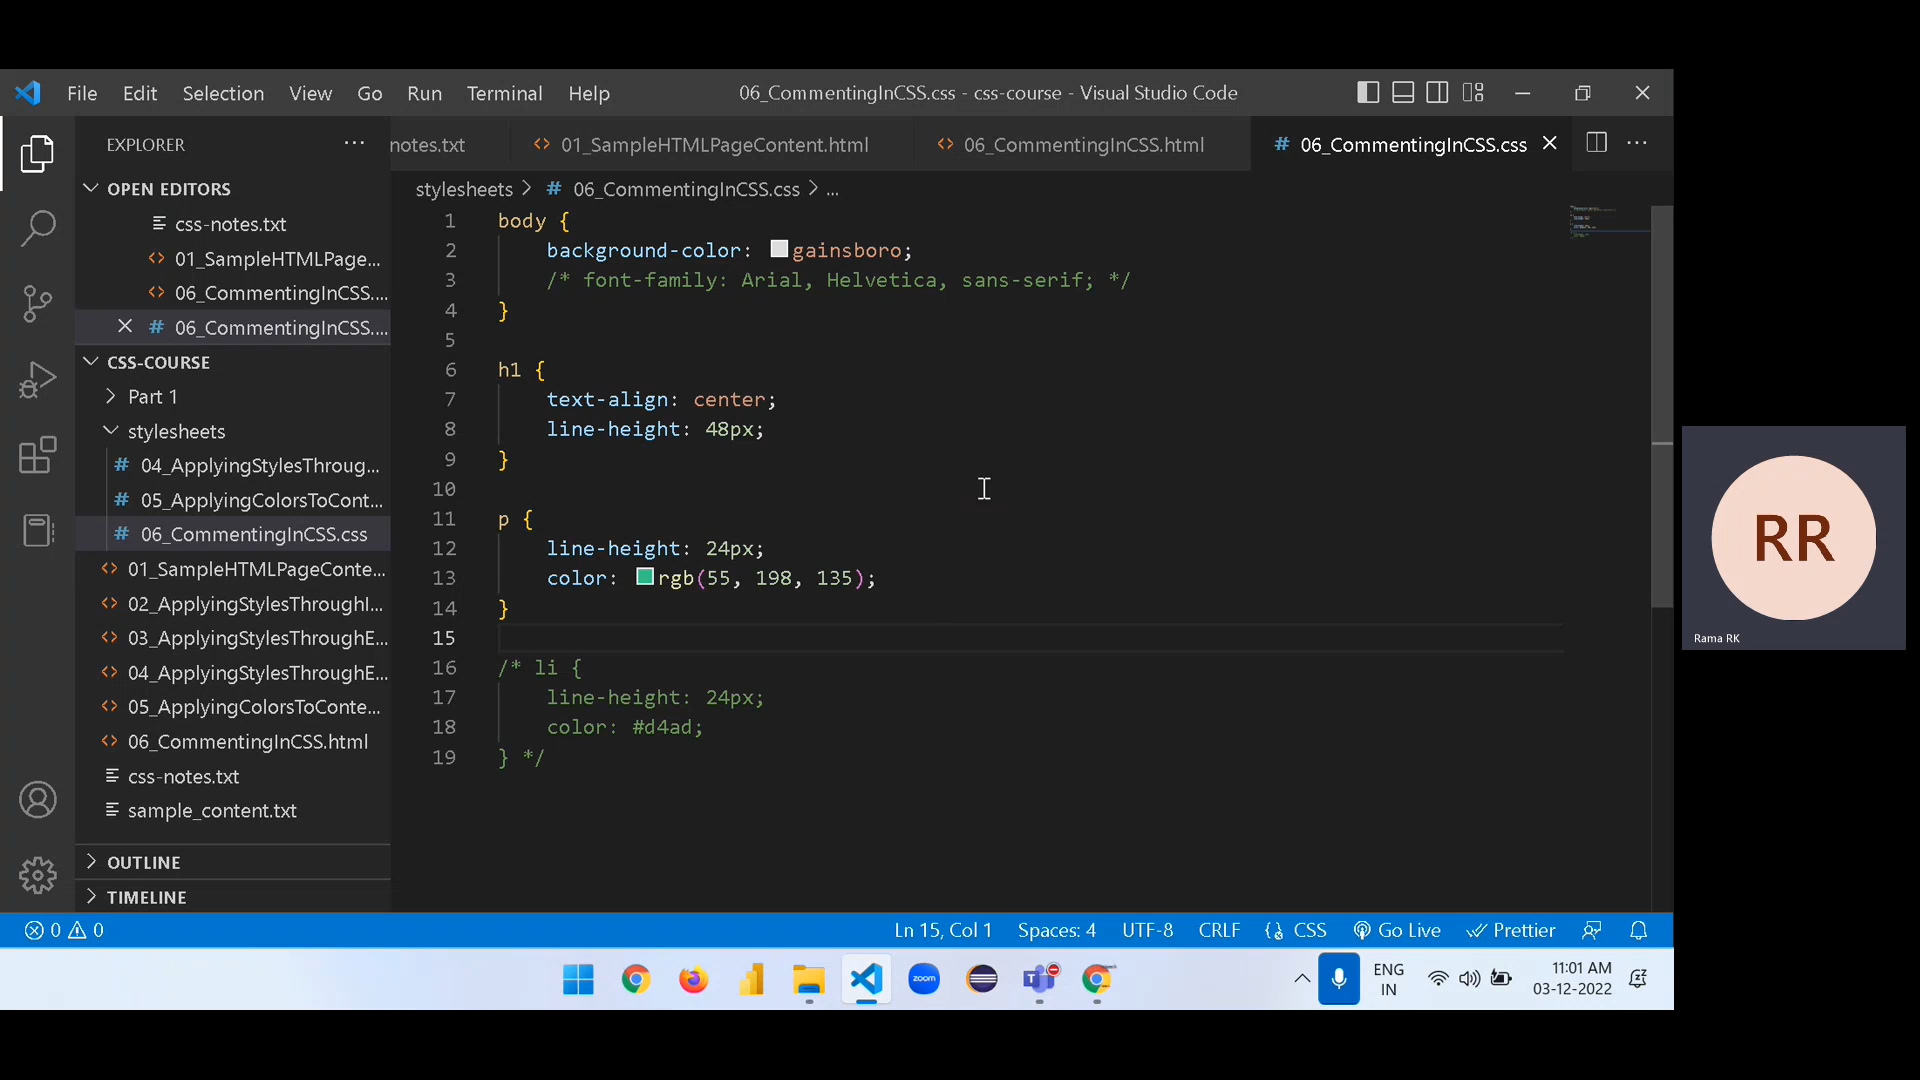 File Edit Selection View Go Run Terminal Help
06_CommentingInCSS.css - css-course - Visual Studio Code
EXPLORER
OPEN EDITORS
css-notes.txt
01_SampleHTMLPage...
06_CommentingInCSS....
06_CommentingInCSS....
CSS-COURSE
Part 1
stylesheets
04_ApplyingStylesThroug...
05_ApplyingColorsToCont...
06_CommentingInCSS.css
01_SampleHTMLPageConte...
02_ApplyingStylesThroughI...
03_ApplyingStylesThroughE...
04_ApplyingStylesThroughE...
05_ApplyingColorsToConte...
06_CommentingInCSS.html
css-notes.txt
sample_content.txt
OUTLINE
TIMELINE
notes.txt 01_SampleHTMLPageContent.html 06_CommentingInCSS.html # 06_CommentingInCSS.css
stylesheets > # 06_CommentingInCSS.css > ...
1 body {
2 background-color: gainsboro;
3 /* font-family: Arial, Helvetica, sans-serif; */
4 }
5
6 h1 {
7 text-align: center;
8 line-height: 48px;
9 }
10
11 p {
12 line-height: 24px;
13 color: rgb(55, 198, 135);
14 }
15
16 /* li {
17 line-height: 24px;
18 color: #d4ad;
19 } */
RR
Rama RK
0 0 Ln 15, Col 1 Spaces: 4 UTF-8 CRLF CSS Go Live Prettier
zoom
ENG
IN
11:01 AM
03-12-2022